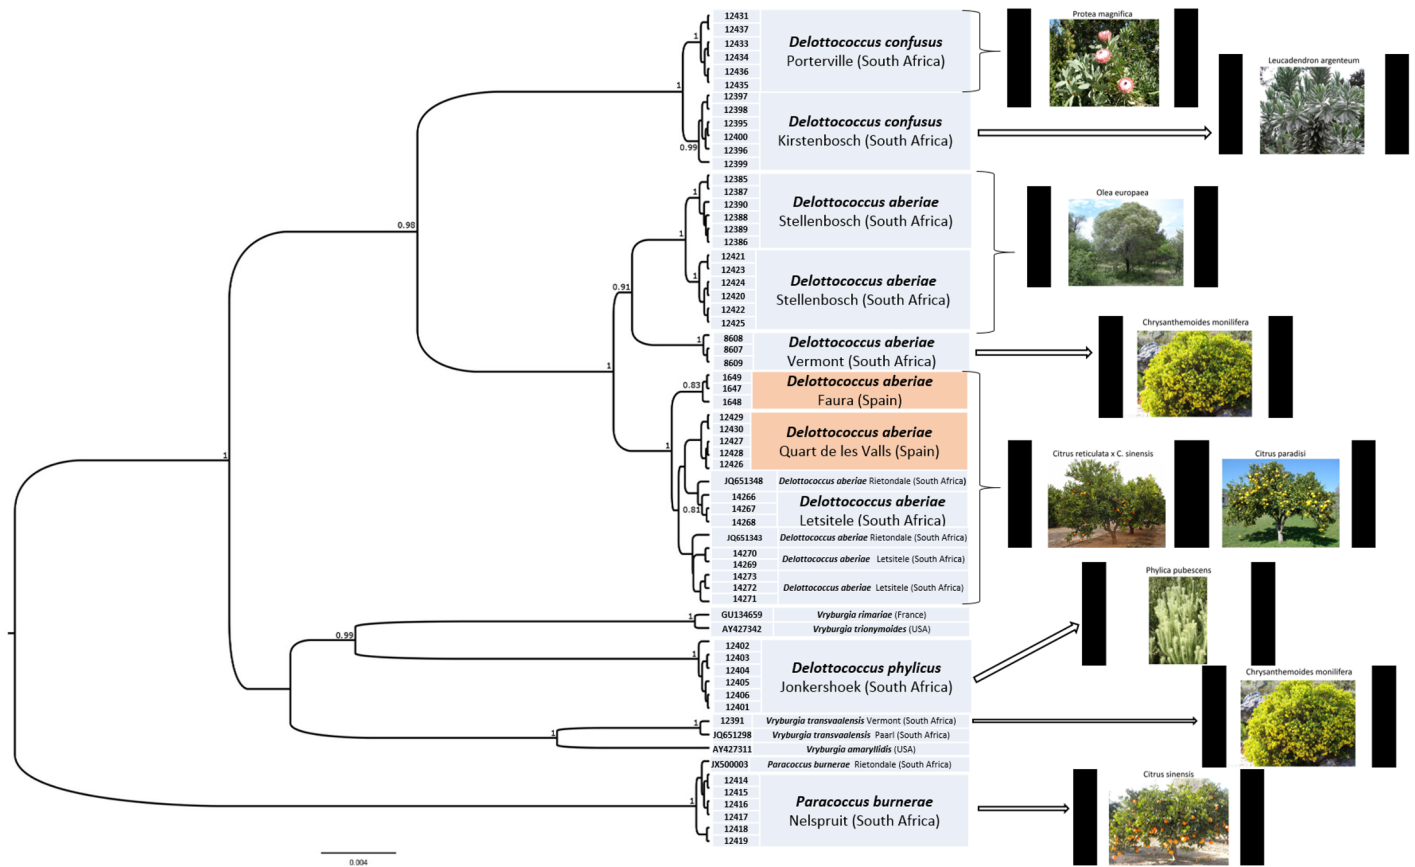 12431
12437
12433
12434
12436
12435
Delottococcus confusus
Porterville (South Africa)
Protea magnifica
12397
12398
12395
12400
12396
12399
Delottococcus confusus
Kirstenbosch (South Africa)
Leucadendron argenteum
12385
12387
12390
12388
12389
12386
Delottococcus aberiae
Stellenbosch (South Africa)
12421
12423
12424
12420
12422
12425
Delottococcus aberiae
Stellenbosch (South Africa)
Olea europaea
8608
8607
8609
Delottococcus aberiae
Vermont (South Africa)
Chrysanthemoides monilifera
1649
1647
1648
Delottococcus aberiae
Faura (Spain)
12429
12430
12427
12428
12426
Delottococcus aberiae
Quart de les Valls (Spain)
JQ651348 Delottococcus aberiae Rietondale (South Africa)
14266
14267
14268
Delottococcus aberiae
Letsitele (South Africa)
JQ651343 Delottococcus aberiae Rietondale (South Africa)
14270
14269
Delottococcus aberiae Letsitele (South Africa)
14273
14272
14271
Delottococcus aberiae Letsitele (South Africa)
Citrus reticulata x C. sinensis
Citrus paradisi
GU134659 Vryburgia rimariae (France)
AY427342 Vryburgia trionymoides (USA)
12402
12403
12404
12405
12406
12401
Delottococcus phylicus
Jonkershoek (South Africa)
Phylica pubescens
12391 Vryburgia transvaalensis Vermont (South Africa)
Chrysanthemoides monilifera
JQ651298 Vryburgia transvaalensis Paarl (South Africa)
AY427311 Vryburgia amaryllidis (USA)
JX500003 Paracoccus burnerae Rietondale (South Africa)
12414
12415
12416
12417
12418
12419
Paracoccus burnerae
Nelspruit (South Africa)
Citrus sinensis
1
1
0.99
0.98
1
1
1
0.91
1
1
0.83
1
0.81
1
1
0.99
1
1
1
1
0.004